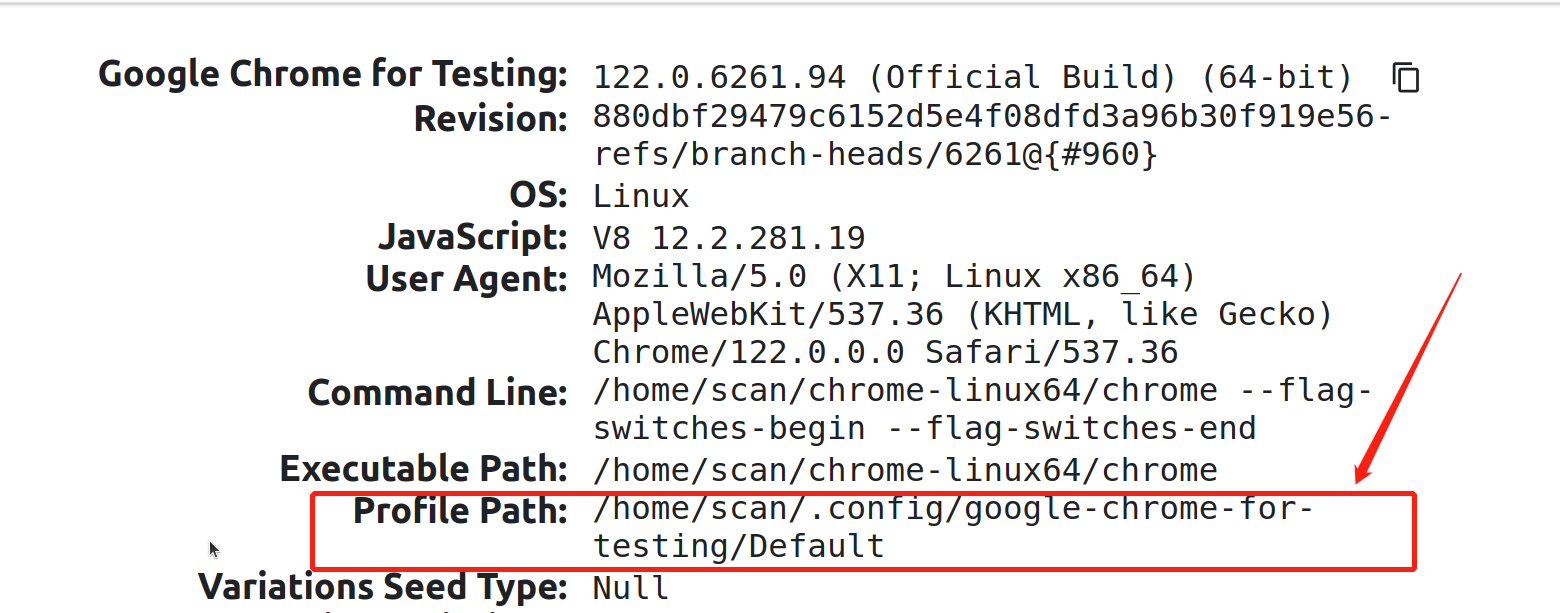 Google Chrome for Testing: 122.0.6261.94 (Official Build) (64-bit)
Revision: 880dbf29479c6152d5e4f08dfd3a96b30f919e56-
refs/branch-heads/6261@{#960}
OS: Linux
JavaScript: V8 12.2.281.19
User Agent: Mozilla/5.0 (X11; Linux x86_64)
AppleWebKit/537.36 (KHTML, like Gecko)
Chrome/122.0.0.0 Safari/537.36
Command Line: /home/scan/chrome-linux64/chrome --flag-
switches-begin --flag-switches-end
Executable Path: /home/scan/chrome-linux64/chrome
Profile Path: /home/scan/.config/google-chrome-for-
testing/Default
Variations Seed Type: Null